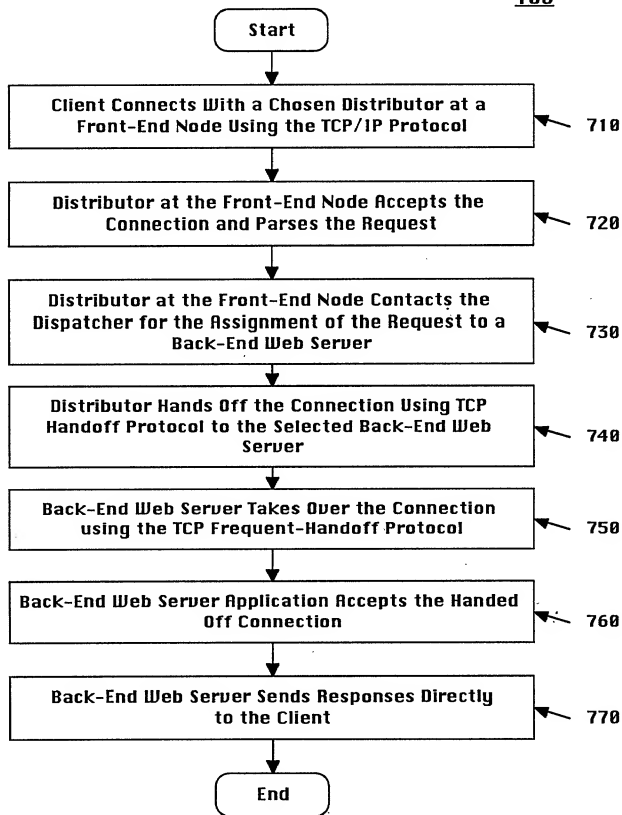 Start
Client Connects With a Chosen Distributor at a
Front-End Node Using the TCP/IP Protocol
710
Distributor at the Front-End Node Accepts the
Connection and Parses the Request
720
Distributor at the Front-End Node Contacts the
Dispatcher for the Assignment of the Request to a
Back-End Web Server
730
Distributor Hands Off the Connection Using TCP
Handoff Protocol to the Selected Back-End Web
Server
740
Back-End Web Server Takes Over the Connection
using the TCP Frequent-Handoff Protocol
750
Back-End Web Server Application Accepts the Handed
Off Connection
760
Back-End Web Server Sends Responses Directly
to the Client
770
End